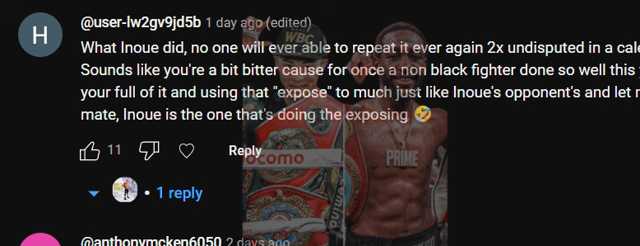 H
@user-lw2gv9jd5b 1 day ago (edited)
What Inoue did, no one will ever able to repeat it ever again 2x undisputed in a cale
Sounds like you're a bit bitter cause for once a non black fighter done so well this
your full of it and using that "expose" to much just like Inoue's opponent's and let
mate, Inoue is the one that's doing the exposing 🤣
11
Reply
• 1 reply
@anthonymcken6050 2 days ago
WBC
ocomo
PRIME